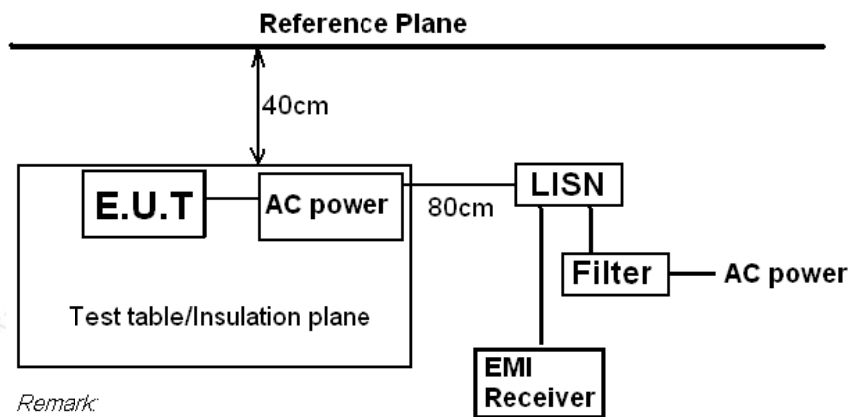 Reference Plane
40cm
E.U.T
AC power
80cm
LISN
Filter
AC power
Test table/Insulation plane
EMI
Receiver
Remark: